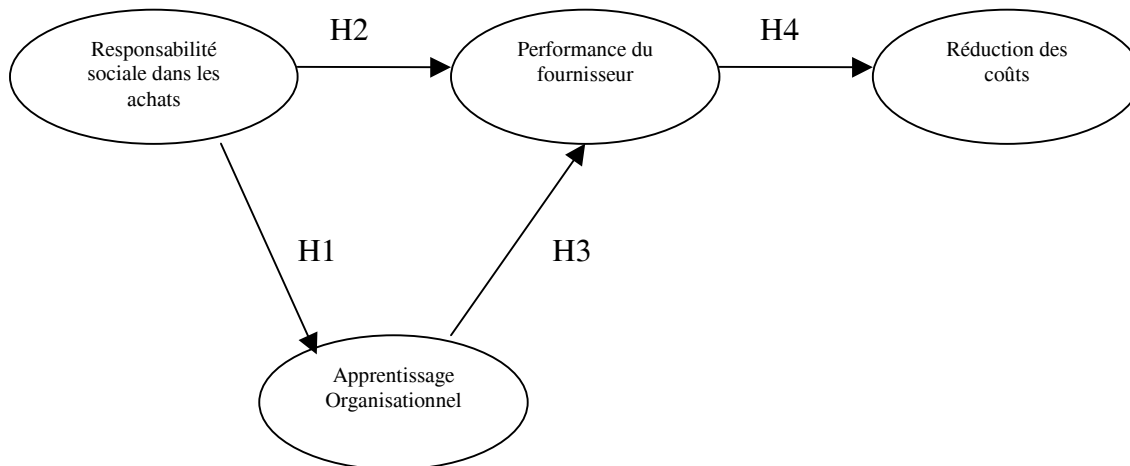 Responsabilité
sociale dans les
achats
H2
Performance du
fournisseur
H4
Réduction des
coûts
H1
H3
Apprentissage
Organisationnel